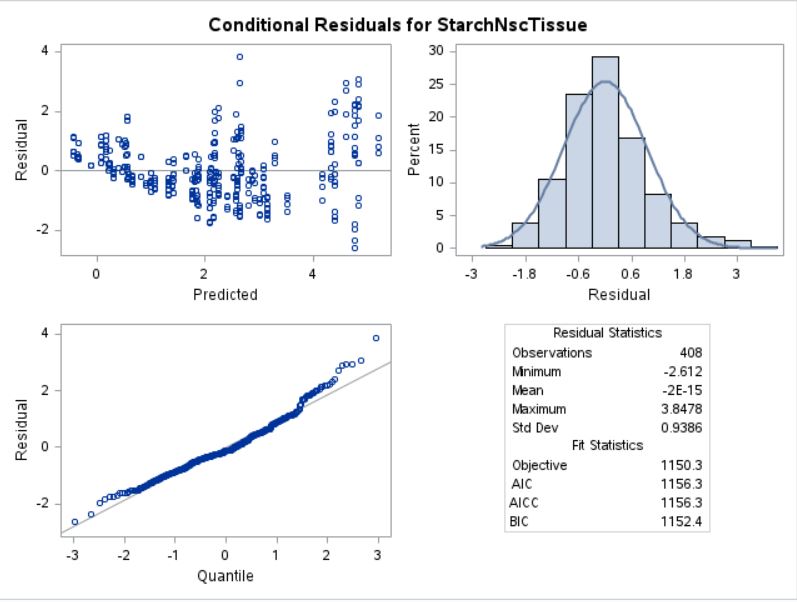 Conditional Residuals for StarchNscTissue
4
2
0
-2
Residual
0
2
4
Predicted
30
25
20
15
10
5
0
Percent
-3
-1.8
-0.6
0.6
1.8
3
Residual
4
2
0
-2
Residual
-3
-2
-1
0
1
2
3
Quantile
Residual Statistics
Observations 408
Minimum -2.612
Mean -2E-15
Maximum 3.8478
Std Dev 0.9386
Fit Statistics
Objective 1150.3
AIC 1156.3
AICC 1156.3
BIC 1152.4